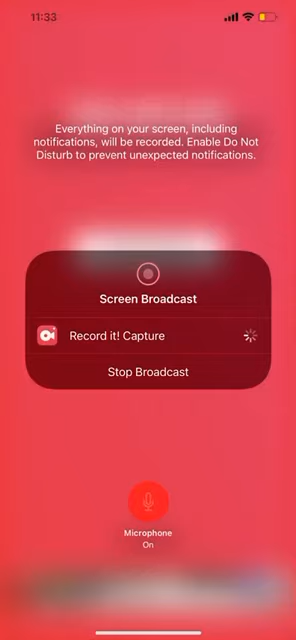 11:33
Everything on your screen, including
notifications, will be recorded. Enable Do Not
Disturb to prevent unexpected notifications.
Screen Broadcast
Record it! Capture
Stop Broadcast
Microphone
On